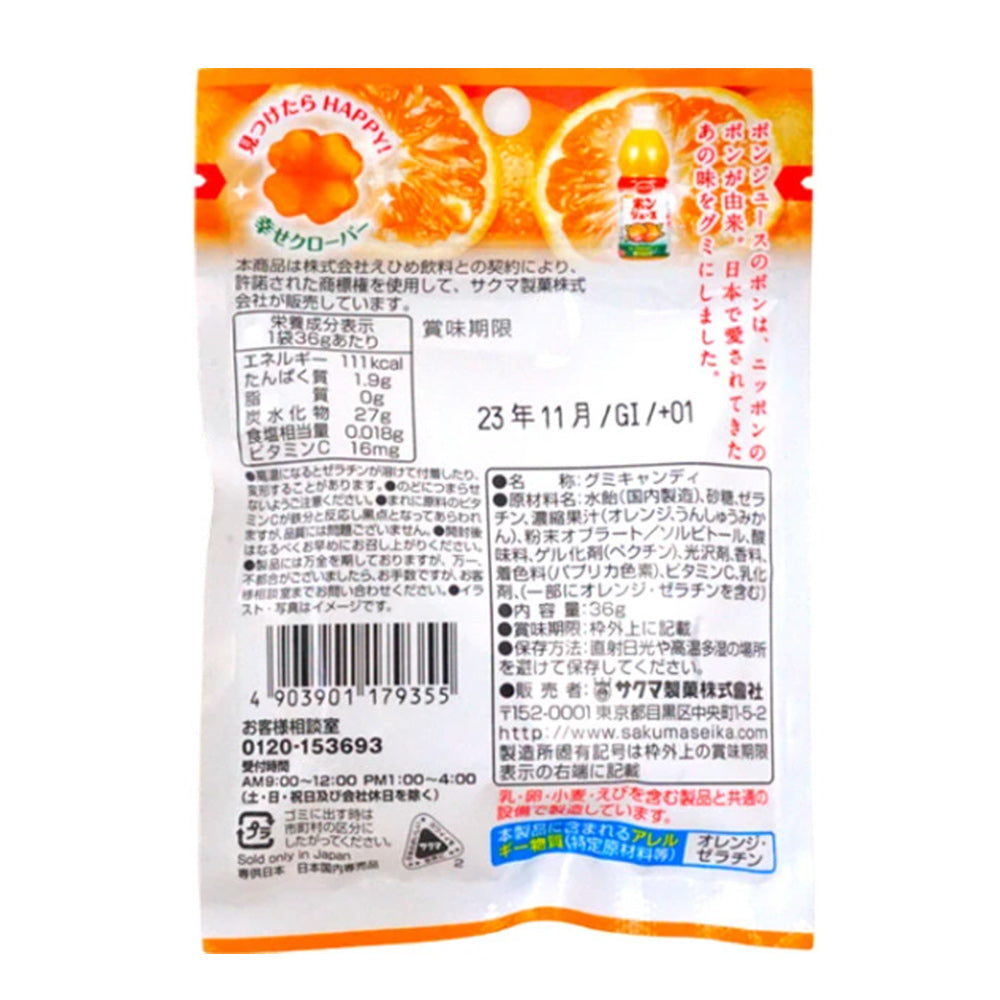 見つけたら HAPPY!
幸せクローバー
ポンジュースのポンは、ニッポンの
ポンが由来。日本で愛されてきた
あの味をグミにしました。
ポン
ジュース
本商品は株式会社えひめ飲料との契約により、
許諾された商標権を使用して、サクマ製菓株式
会社が販売しています。
栄養成分表示
1袋36gあたり
エネルギー 111kcal
たんぱく質 1.9g
脂質 0g
炭水化物 27g
食塩相当量 0.018g
ビタミンC 16mg
賞味期限
23年11月/GI/+01
●高温になるとゼラチンが溶けて付着したり、
変形することがあります。●のどにつまらせ
ないようご注意ください。●まれに原料のビタ
ミンCが鉄分と反応し黒点となってあらわれ
ますが、品質には問題ございません。●開封後
はなるべくお早めにお召し上がりください。
●製品には万全を期しておりますが、万一、
不都合がございましたら、お手数ですが、お客
様相談室までお問い合わせください。●イラ
スト・写真はイメージです。
4 903901 179355
お客様相談室
0120-153693
受付時間
AM9:00〜12:00 PM1:00〜4:00
(土・日・祝日及び会社休日を除く)
プラ
ゴミに出す時は
市町村の区分に
したがってください。
Sold only in Japan
専供日本 日本国内専売品
サクマ
2
●名称:グミキャンディ
●原材料名:水飴(国内製造)、砂糖、ゼラ
チン、濃縮果汁(オレンジ、うんしゅうみか
ん)、粉末オブラート/ソルビトール、酸
味料、ゲル化剤(ペクチン)、光沢剤、香料、
着色料(パプリカ色素)、ビタミンC、乳化
剤、(一部にオレンジ・ゼラチンを含む)
●内容量:36g
●賞味期限:枠外上に記載
●保存方法:直射日光や高温多湿の場所
を避けて保存してください。
●販売者:サクマ製菓株式會社
〒152-0001 東京都目黒区中央町1-5-2
http://www.sakumaseika.com
製造所固有記号は枠外上の賞味期限
表示の右端に記載
乳・卵・小麦・えびを含む製品と共通の
設備で製造しています。
本製品に含まれるアレル
ギー物質(特定原材料等)
オレンジ・
ゼラチン